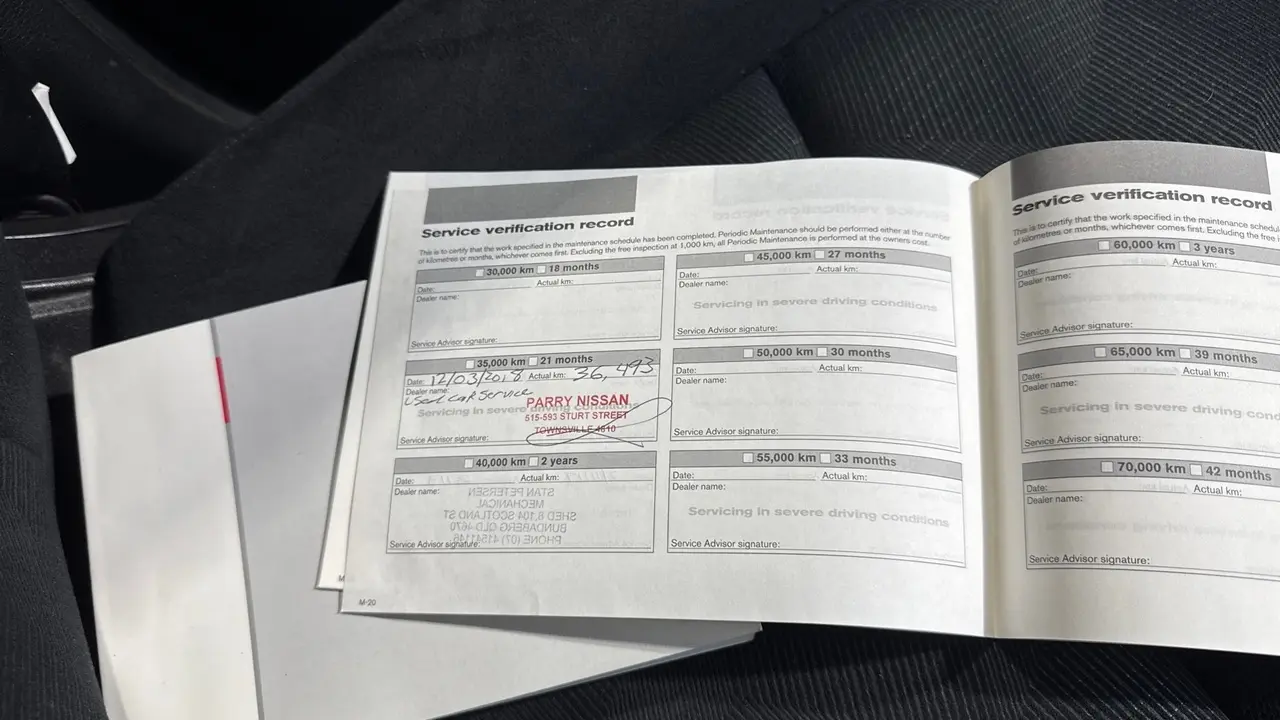 Service verification record
This is to certify that the work specified in the maintenance schedule has been completed. Periodic Maintenance should be performed either at the number
of kilometres or months, whichever comes first. Excluding the free inspection at 1,000 km, all Periodic Maintenance is performed at the owners cost.
30,000 km 18 months
Date: Actual km:
Dealer name:
Service Advisor signature:
35,000 km 21 months
Date: 12/03/2018 Actual km: 36,493
Dealer name:
Used car service
Servicing in severe driving conditions
PARRY NISSAN
515-593 STURT STREET
TOWNSVILLE 4810
Service Advisor signature:
40,000 km 2 years
Date: Actual km:
Dealer name:
STAN PETERSEN
MECHANICAL
SHED 8,104 SCOTLAND ST
BUNDABERG QLD 4670
PHONE (07) 41541146
Service Advisor signature:
45,000 km 27 months
Date: Actual km:
Dealer name:
Servicing in severe driving conditions
Service Advisor signature:
50,000 km 30 months
Date: Actual km:
Dealer name:
Service Advisor signature:
55,000 km 33 months
Date: Actual km:
Dealer name:
Servicing in severe driving conditions
Service Advisor signature:
M-20
Service verification record
This is to certify that the work specified in the maintenance
of kilometres or months, whichever comes first. Excluding the free
60,000 km 3 years
Date: Actual km:
Dealer name:
Service Advisor signature:
65,000 km 39 months
Date: Actual km:
Dealer name:
Servicing in severe driving
Service Advisor signature:
70,000 km 42 months
Date: Actual km:
Dealer name:
Service Advisor signature: